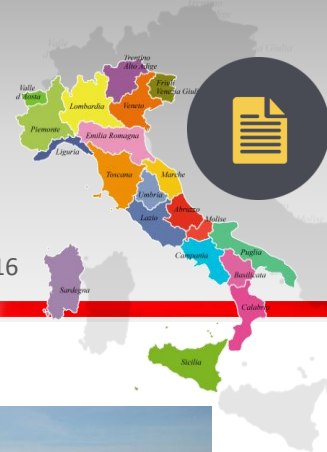 Trentino
Alto Adige
Friuli
Venezia Giul
Valle
d'Aosta
Lombardia
Veneto
Piemonte
Emilia Romagna
Liguria
Toscana
Marche
Umbria
Abruzzo
Lazio
Molise
Puglia
Campania
16
Basilicata
Sardegna
Calabria
Sicilia